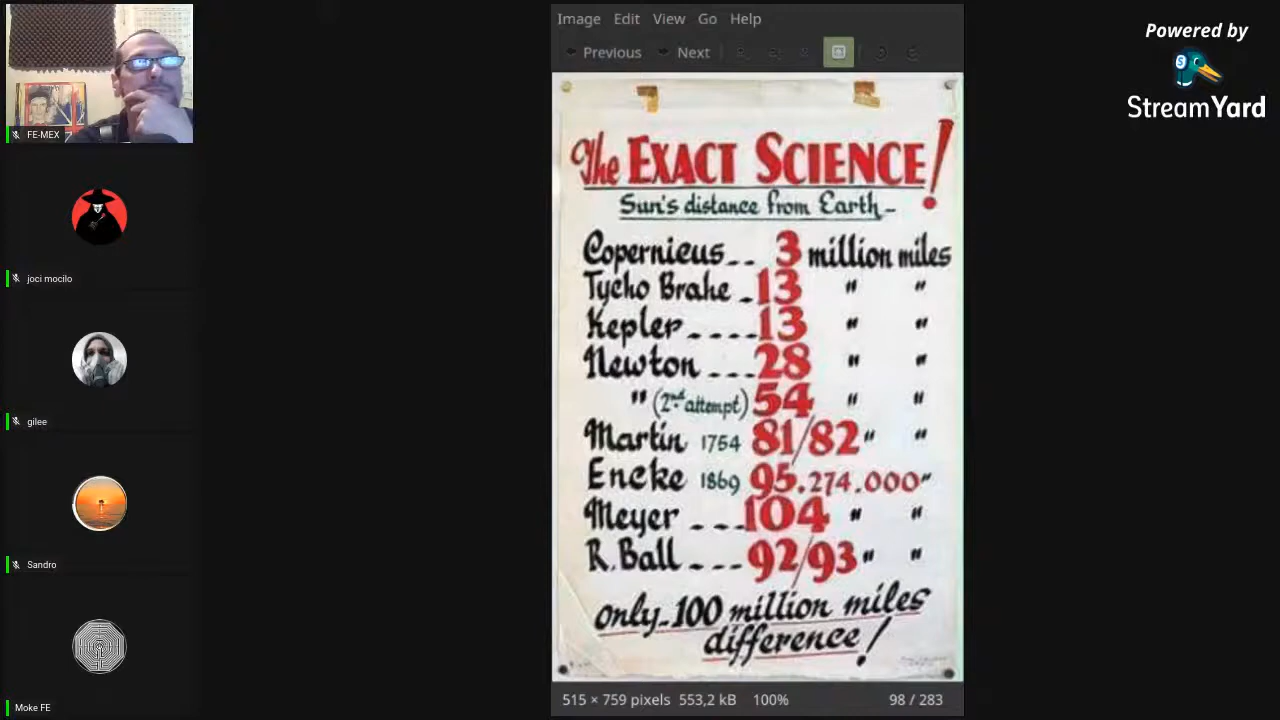 Image Edit View Go Help
Previous Next
Powered by
StreamYard
FE-MEX
joci mocilo
gilee
Sandro
Moke FE
The EXACT SCIENCE!
Sun's distance from Earth-
Copernicus.. 3 million miles
Tycho Brahe - 13 " "
Kepler.... 13 " "
Newton ... 28 " "
" (2nd attempt) 54 " "
Martin 1754 81/82 " "
Encke 1869 95.274.000 "
Meyer ... 104 " "
R. Ball ... 92/93 " "
only - 100 million miles
difference!
515 × 759 pixels 553,2 kB 100% 98 / 283